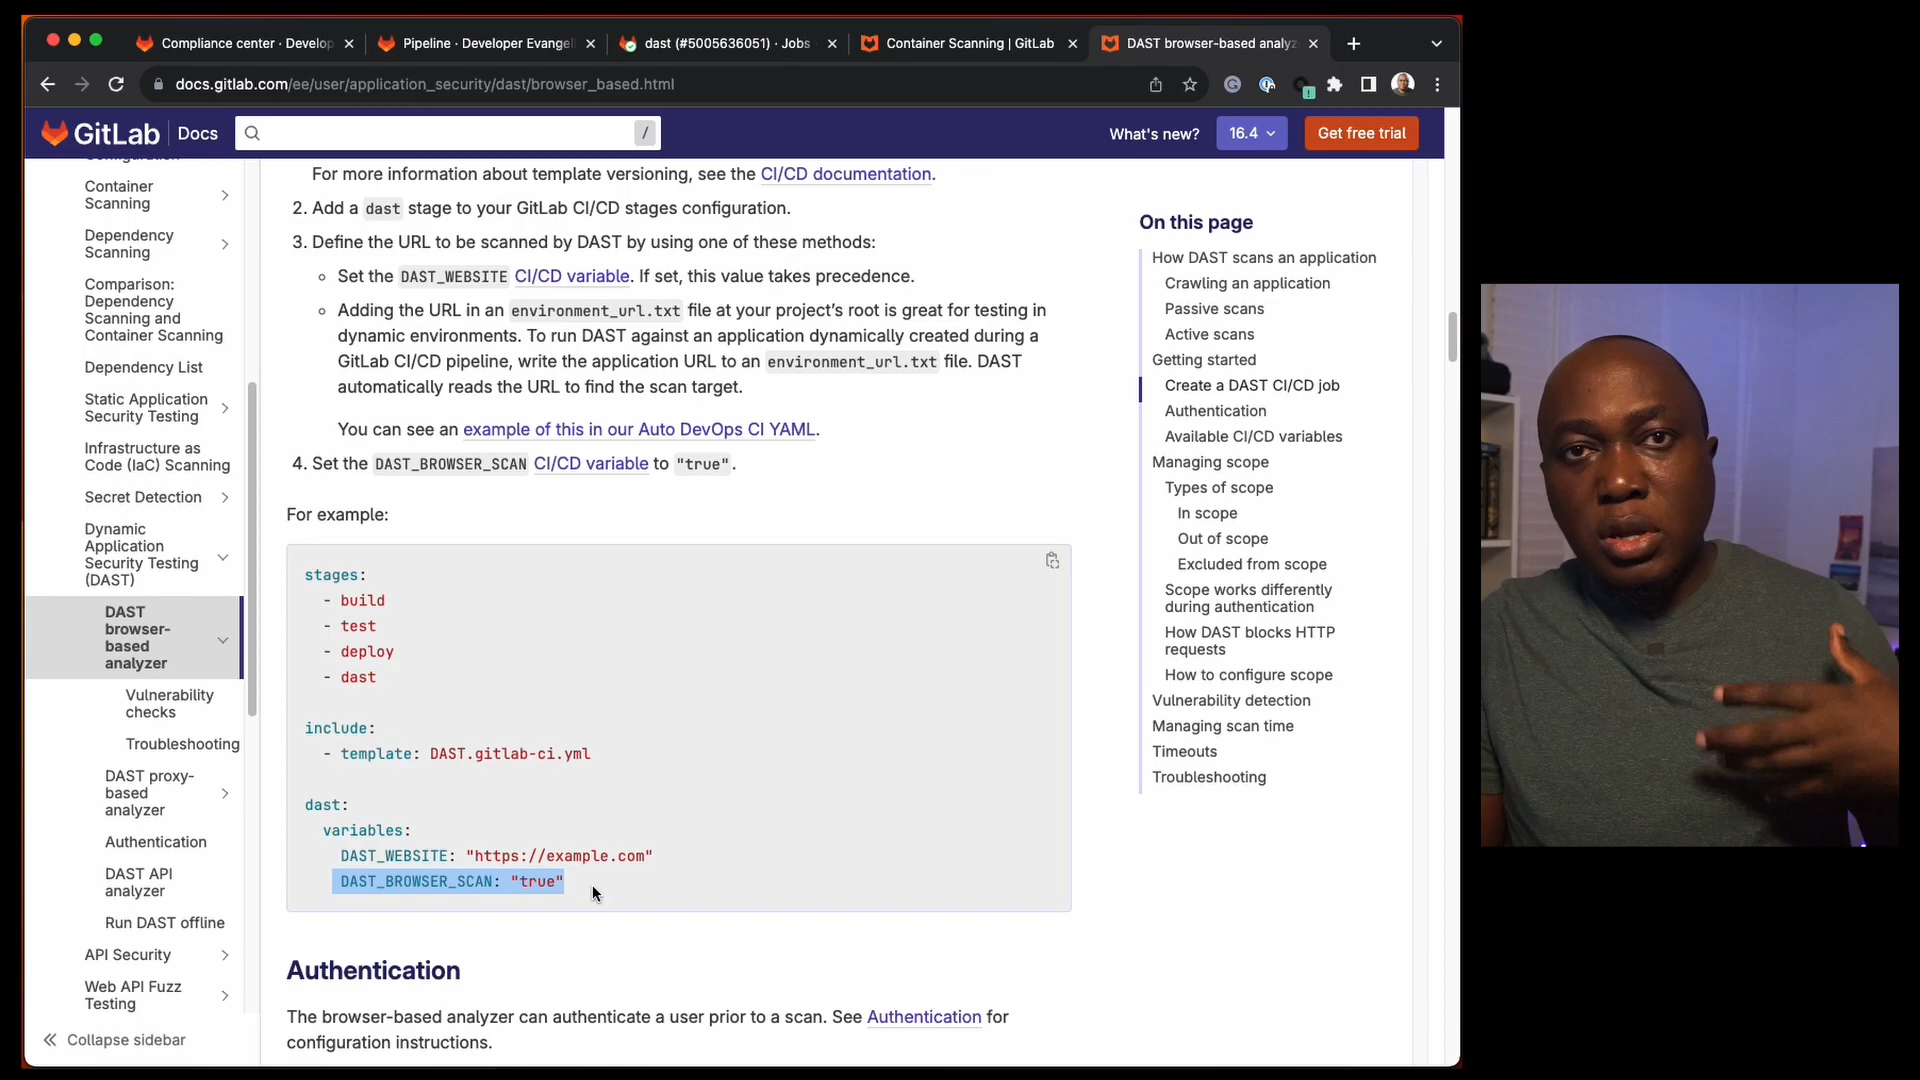 Compliance center · Develop
Pipeline · Developer Evangeli
dast (#5005636051) · Jobs
Container Scanning | GitLab
DAST browser-based analyz
docs.gitlab.com/ee/user/application_security/dast/browser_based.html
GitLab Docs
/
What's new?
16.4
Get free trial
Configuration
Container
Scanning
Dependency
Scanning
Comparison:
Dependency
Scanning and
Container Scanning
Dependency List
Static Application
Security Testing
Infrastructure as
Code (IaC) Scanning
Secret Detection
Dynamic
Application
Security Testing
(DAST)
DAST
browser-
based
analyzer
Vulnerability
checks
Troubleshooting
DAST proxy-
based
analyzer
Authentication
DAST API
analyzer
Run DAST offline
API Security
Web API Fuzz
Testing
Collapse sidebar
For more information about template versioning, see the CI/CD documentation.
2. Add a dast stage to your GitLab CI/CD stages configuration.
3. Define the URL to be scanned by DAST by using one of these methods:
Set the DAST_WEBSITE CI/CD variable. If set, this value takes precedence.
Adding the URL in an environment_url.txt file at your project's root is great for testing in
dynamic environments. To run DAST against an application dynamically created during a
GitLab CI/CD pipeline, write the application URL to an environment_url.txt file. DAST
automatically reads the URL to find the scan target.
You can see an example of this in our Auto DevOps CI YAML.
4. Set the DAST_BROWSER_SCAN CI/CD variable to "true".
For example:
stages:
- build
- test
- deploy
- dast
include:
- template: DAST.gitlab-ci.yml
dast:
variables:
DAST_WEBSITE: "https://example.com"
DAST_BROWSER_SCAN: "true"
Authentication
The browser-based analyzer can authenticate a user prior to a scan. See Authentication for
configuration instructions.
On this page
How DAST scans an application
Crawling an application
Passive scans
Active scans
Getting started
Create a DAST CI/CD job
Authentication
Available CI/CD variables
Managing scope
Types of scope
In scope
Out of scope
Excluded from scope
Scope works differently
during authentication
How DAST blocks HTTP
requests
How to configure scope
Vulnerability detection
Managing scan time
Timeouts
Troubleshooting